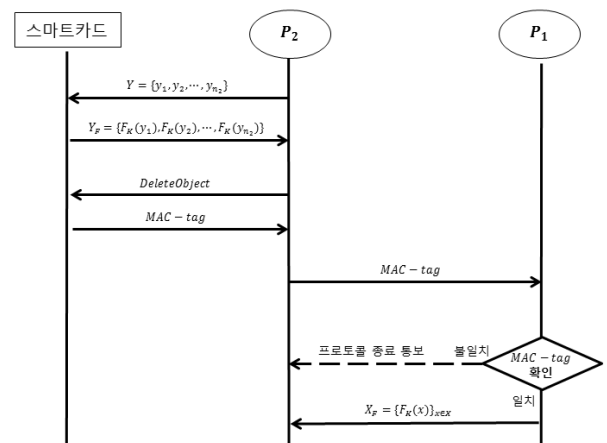 스마트카드
P₂
P₁
Y = {y₁, y₂, ⋯, y_{n₂}}
Y_F = {F_K(y₁), F_K(y₂), ⋯, F_K(y_{n₂})}
DeleteObject
MAC − tag
MAC − tag
프로토콜 종료 통보 불일치
MAC − tag
확인
일치
X_F = {F_K(x)}_{x∈X}